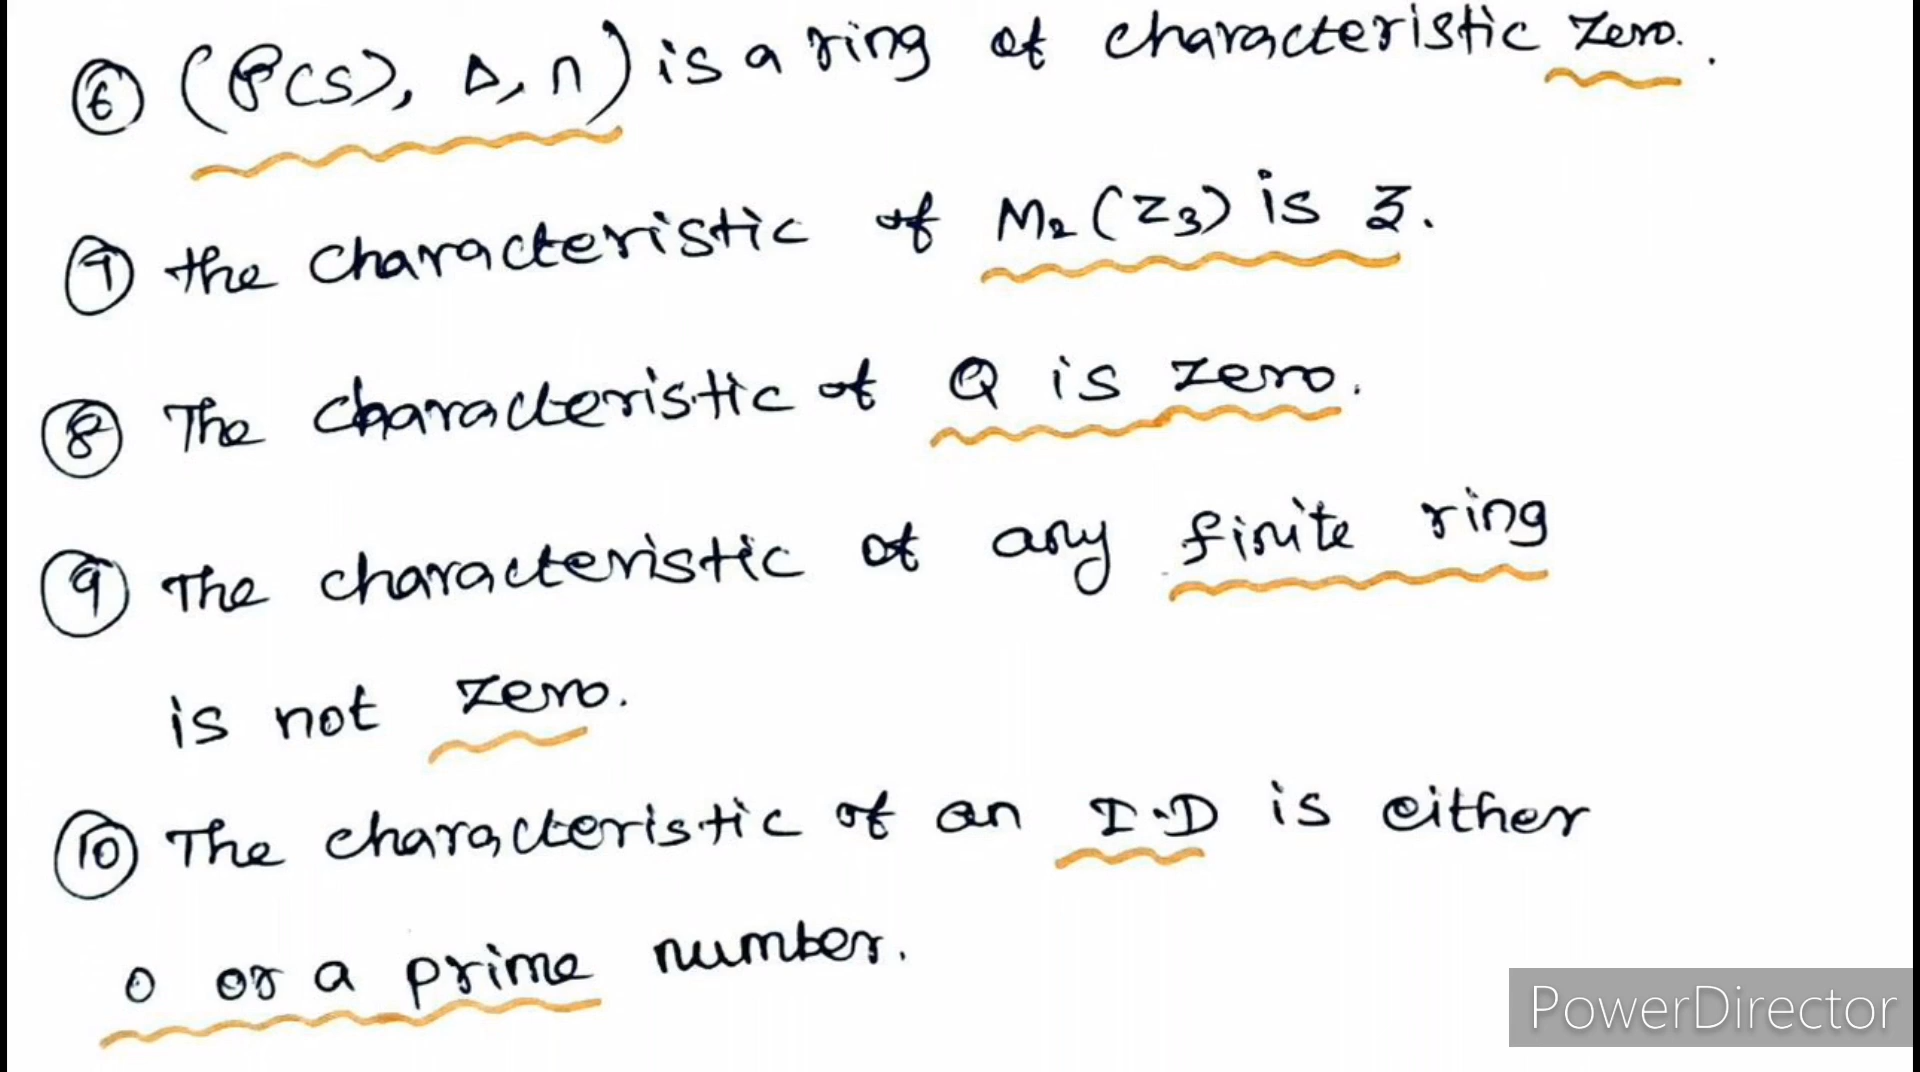 ⑥ (P(S), Δ, ∩) is a ring of characteristic zero.
⑦ the characteristic of M₂(Z₃) is 3.
⑧ The characteristic of Q is zero.
⑨ The characteristic of any finite ring
is not zero.
⑩ The characteristic of an I.D is either
0 or a prime number.
PowerDirector